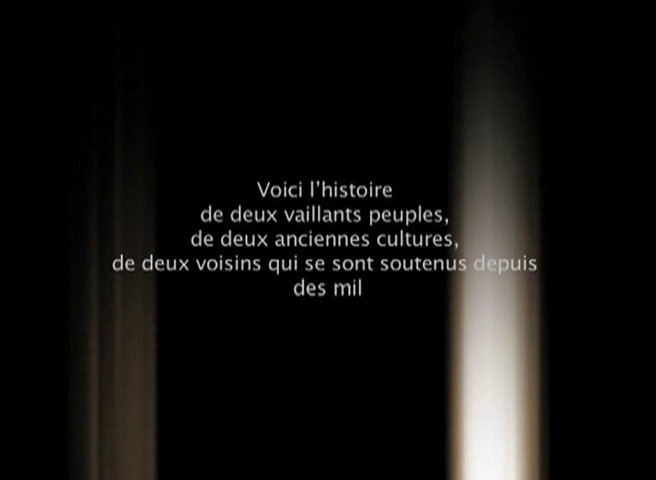 Voici l'histoire
de deux vaillants peuples,
de deux anciennes cultures,
de deux voisins qui se sont soutenus depuis
des mil